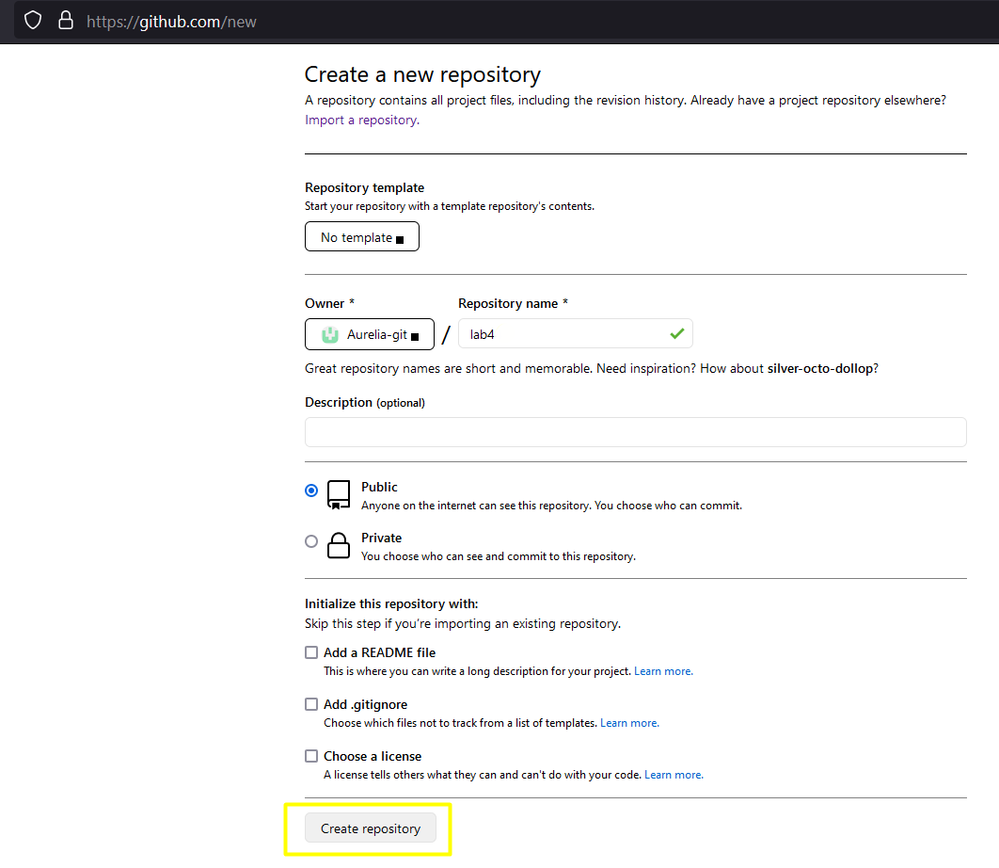 https://github.com/new
Create a new repository
A repository contains all project files, including the revision history. Already have a project repository elsewhere?
Import a repository.
Repository template
Start your repository with a template repository's contents.
No template
Owner * Repository name *
Aurelia-git / lab4
Great repository names are short and memorable. Need inspiration? How about silver-octo-dollop?
Description (optional)
Public
Anyone on the internet can see this repository. You choose who can commit.
Private
You choose who can see and commit to this repository.
Initialize this repository with:
Skip this step if you're importing an existing repository.
Add a README file
This is where you can write a long description for your project. Learn more.
Add .gitignore
Choose which files not to track from a list of templates. Learn more.
Choose a license
A license tells others what they can and can't do with your code. Learn more.
Create repository